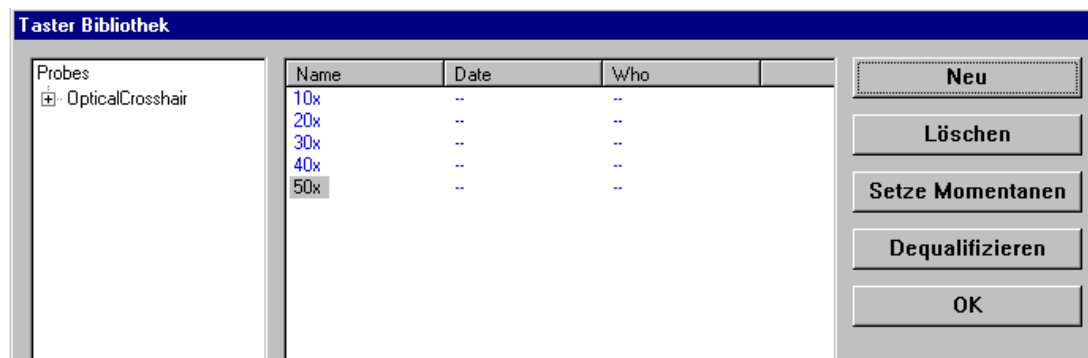 Taster Bibliothek
Probes
OpticalCrosshair
Name Date Who
10x -- --
20x -- --
30x -- --
40x -- --
50x -- --
Neu
Löschen
Setze Momentanen
Dequalifizieren
OK